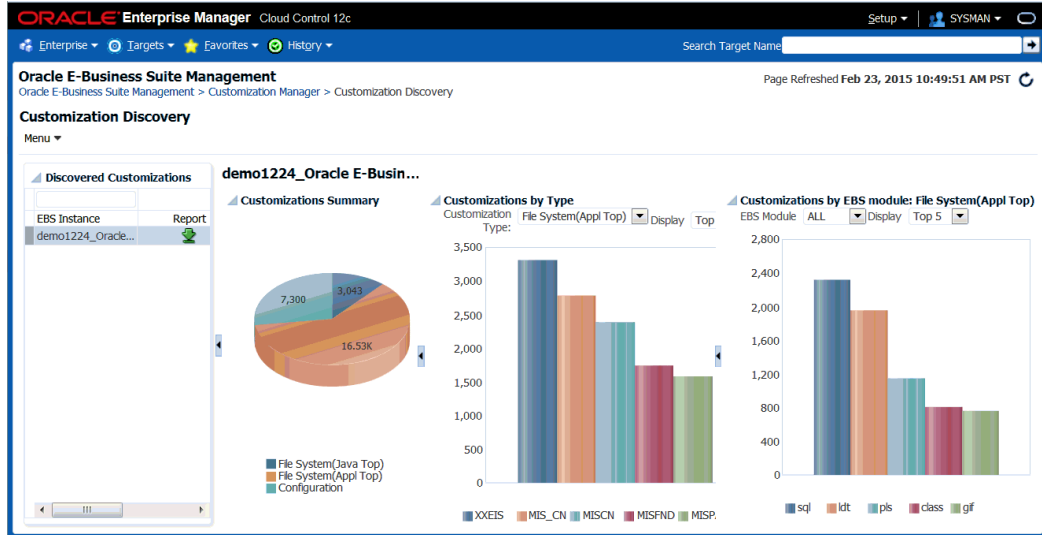 ORACLE Enterprise Manager Cloud Control 12c
Setup SYSMAN
Enterprise Targets Favorites History
Search Target Name
Oracle E-Business Suite Management
Page Refreshed Feb 23, 2015 10:49:51 AM PST
Oracle E-Business Suite Management > Customization Manager > Customization Discovery
Customization Discovery
Menu
Discovered Customizations
EBS Instance Report
demo1224_Oracle...
demo1224_Oracle E-Busin...
Customizations Summary
7,300
3,043
16.53K
File System(Java Top)
File System(Appl Top)
Configuration
Customizations by Type
Customization Type: File System(Appl Top) Display Top
3,500
3,000
2,500
2,000
1,500
1,000
500
0
XXEIS MIS_CN MISCN MISFND MISP.
Customizations by EBS module: File System(Appl Top)
EBS Module ALL Display Top 5
2,800
2,400
2,000
1,600
1,200
800
400
0
sql ldt pls class gif